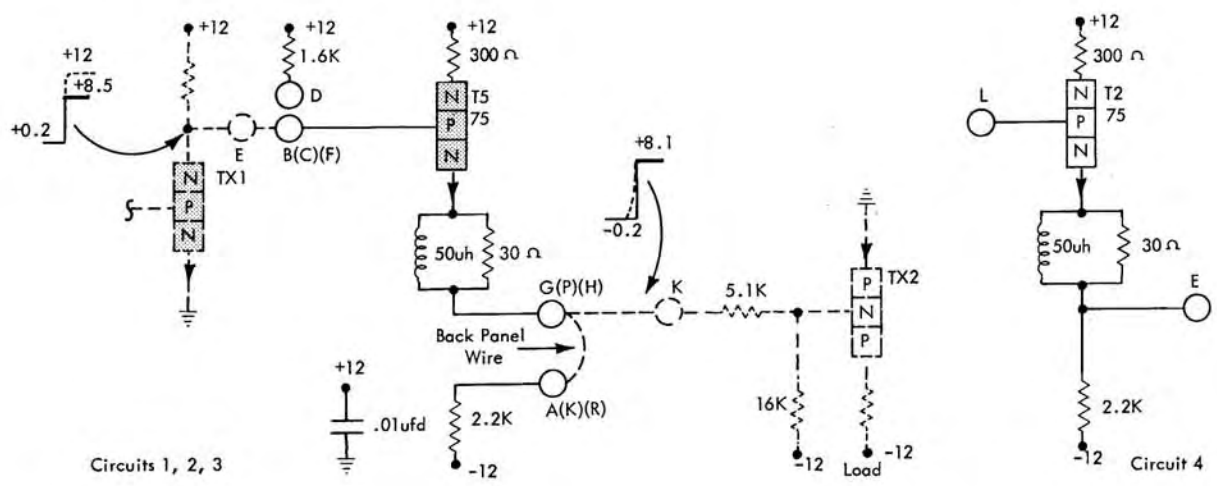 +12
+12
+12
+12
+12
1.6K
300 Ω
300 Ω
+8.5
D
N
T5
N
T2
L
75
75
+0.2
P
P
E
B(C)(F)
N
N
N
TX1
+8.1
P
N
50uh
30 Ω
-0.2
50uh
30 Ω
G(P)(H)
K
5.1K
P
TX2
E
N
Back Panel
Wire
P
+12
A(K)(R)
.01ufd
2.2K
16K
2.2K
-12
-12
-12
-12
Load
Circuits 1, 2, 3
Circuit 4